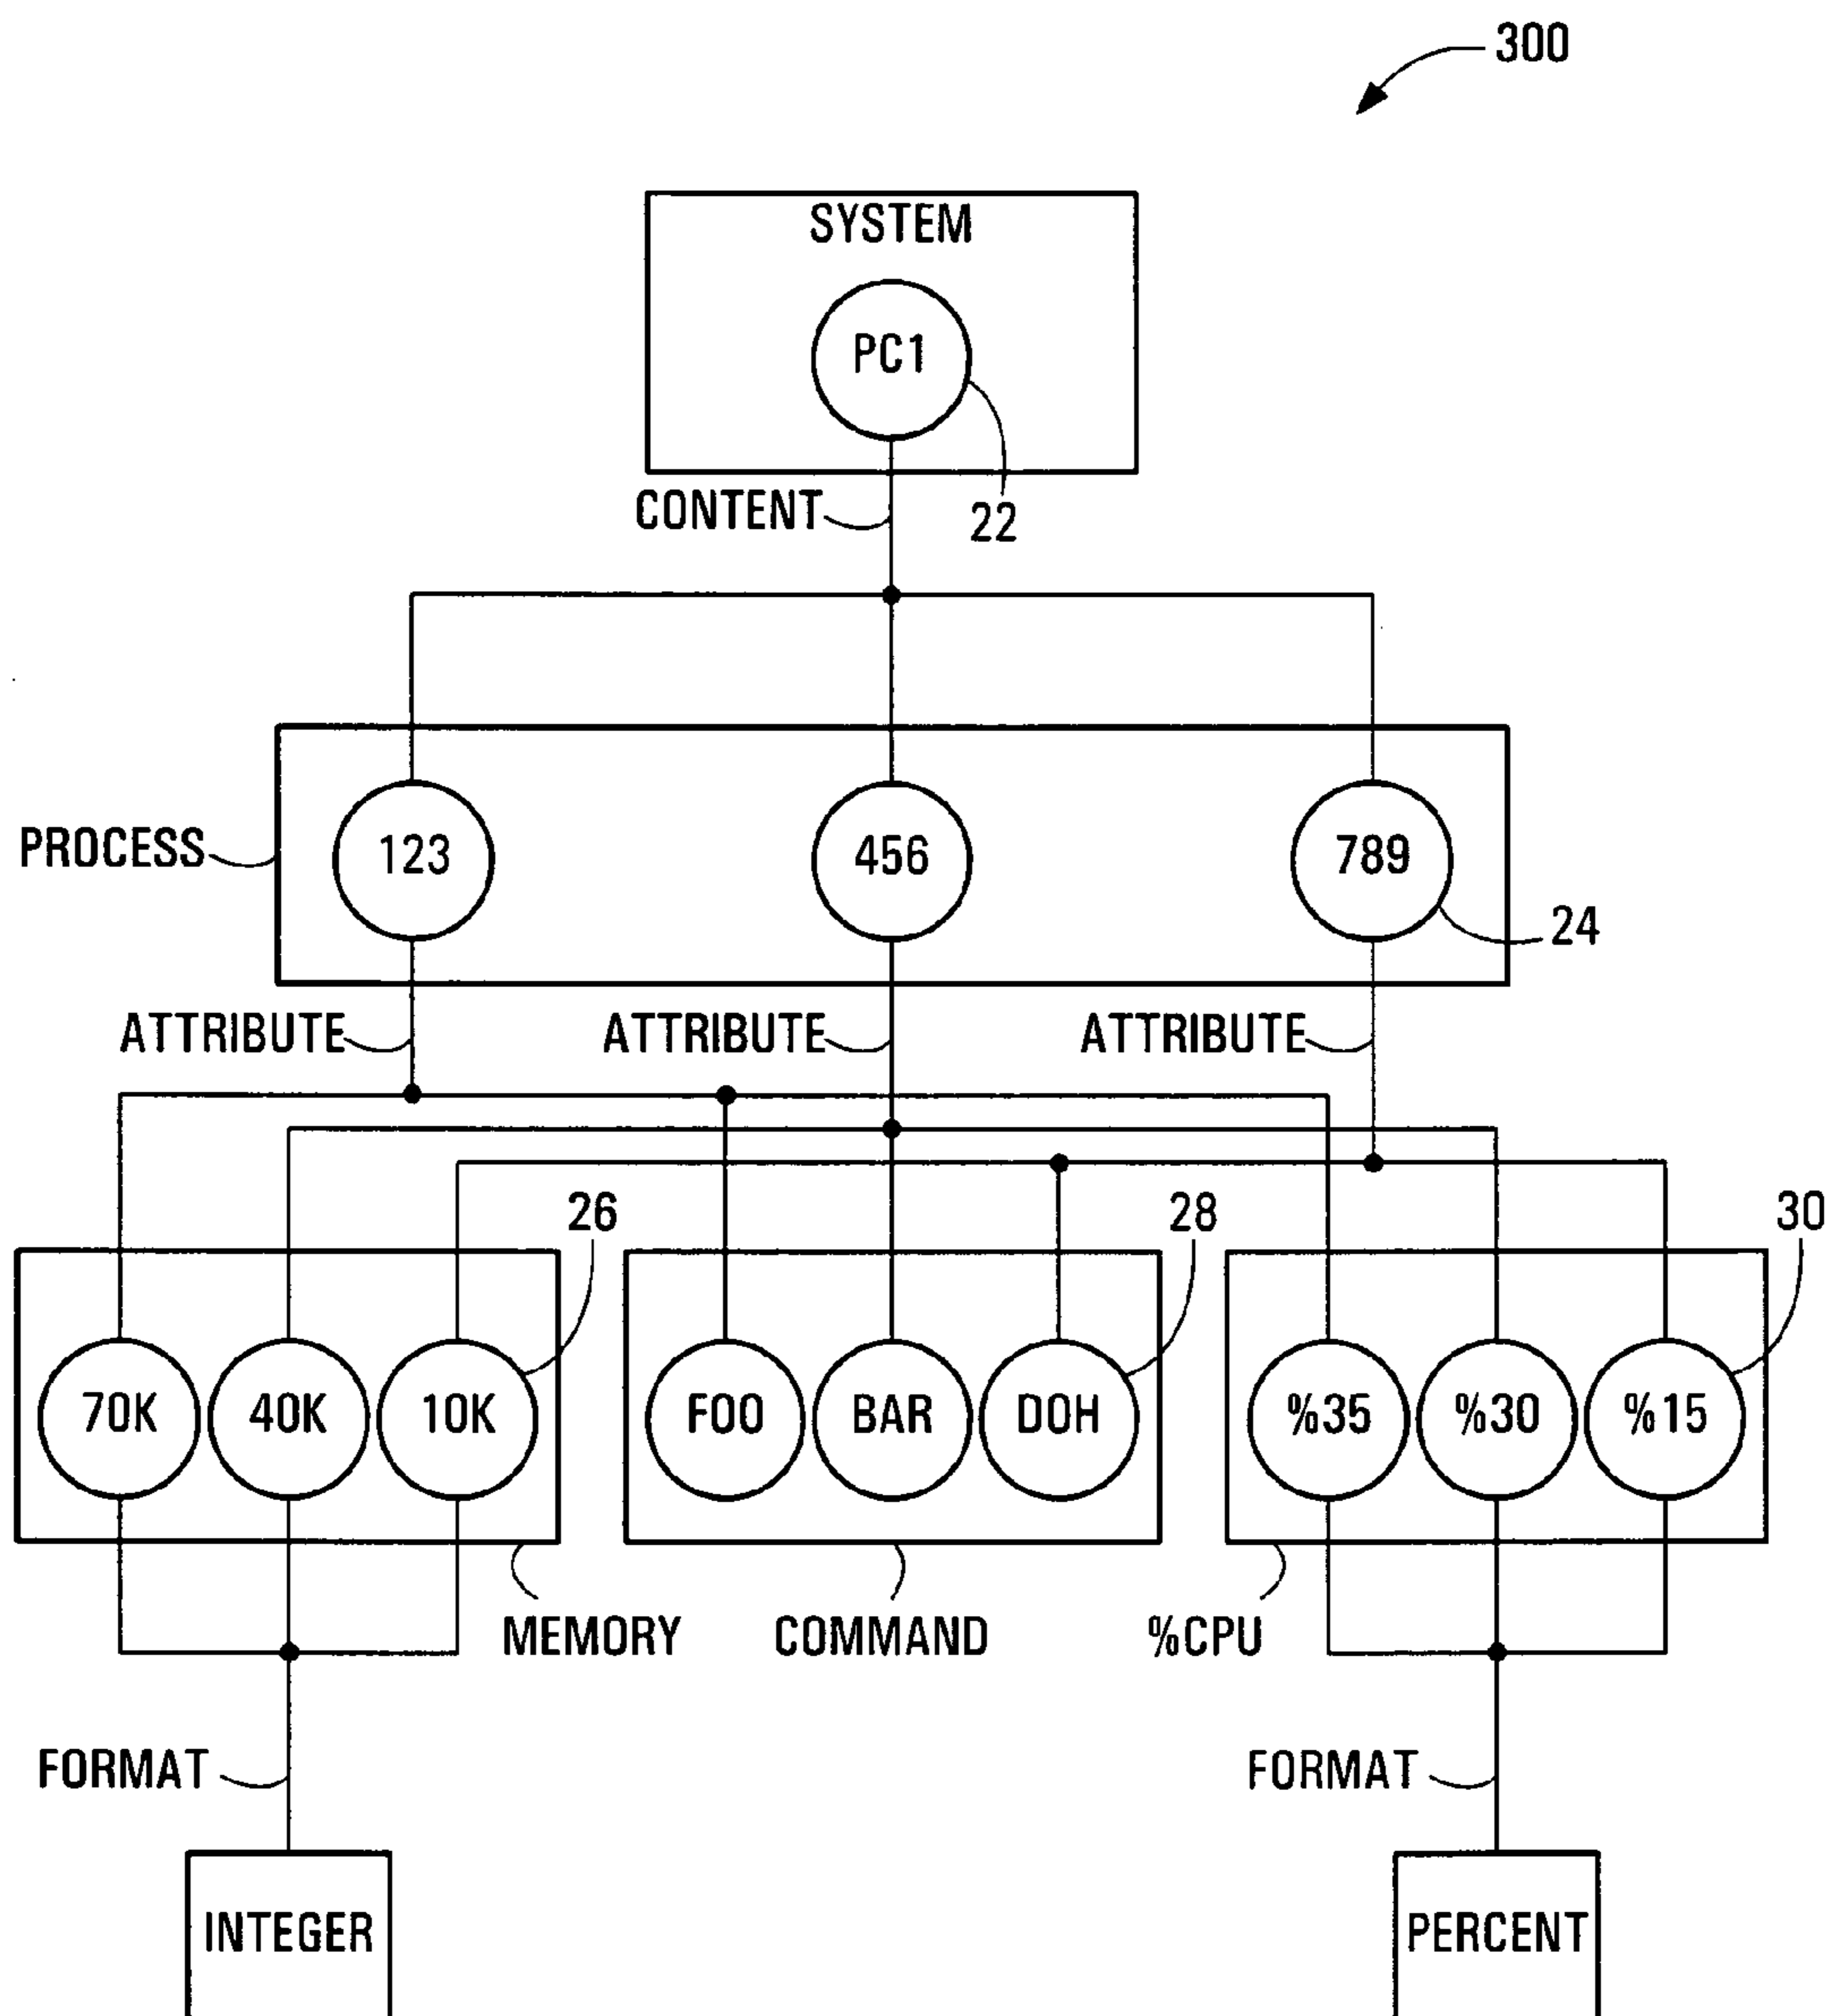 300
SYSTEM
PC1
CONTENT
22
PROCESS
123
456
789
24
ATTRIBUTE
ATTRIBUTE
ATTRIBUTE
26
28
30
70K
40K
10K
FOO
BAR
DOH
%35
%30
%15
MEMORY
COMMAND
%CPU
FORMAT
FORMAT
INTEGER
PERCENT